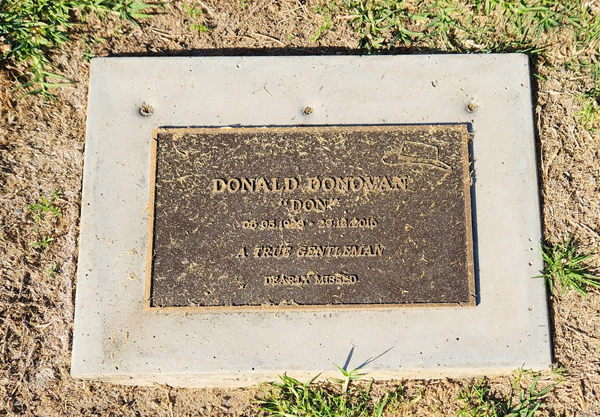 DONALD DONOVAN
"DON"
29.12.2016
A TRUE GENTLEMAN
DEARLY MISSED